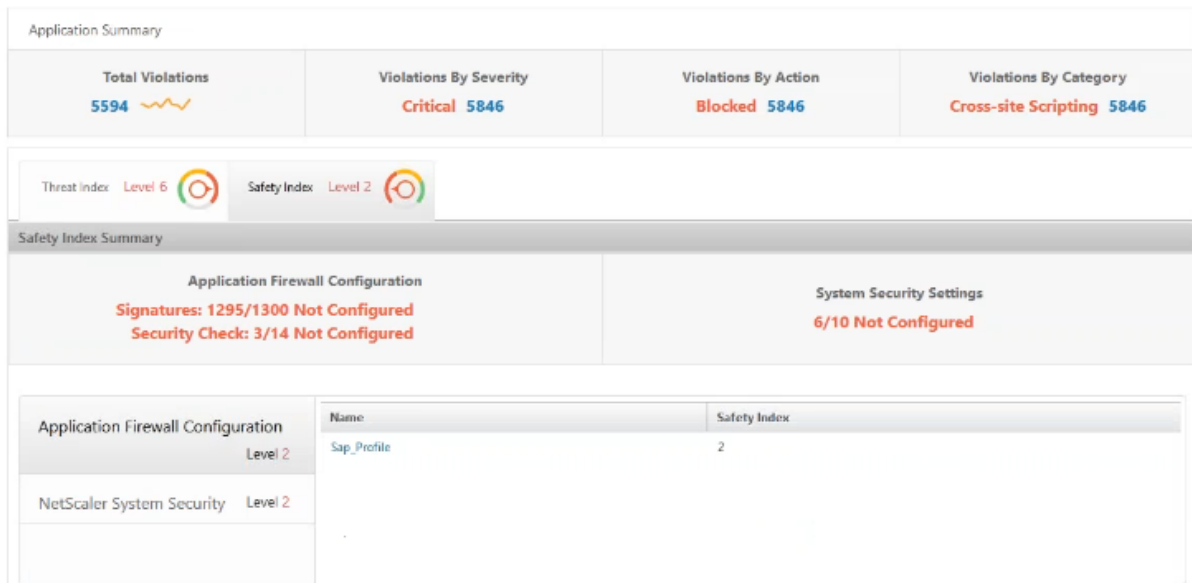 Application Summary
Total Violations
5594
Violations By Severity
Critical 5846
Violations By Action
Blocked 5846
Violations By Category
Cross-site Scripting 5846
Threat Index Level 6
Safety Index Level 2
Safety Index Summary
Application Firewall Configuration
Signatures: 1295/1300 Not Configured
Security Check: 3/14 Not Configured
System Security Settings
6/10 Not Configured
Application Firewall Configuration
Level 2
NetScaler System Security Level 2
Name Safety Index
Sap_Profile 2